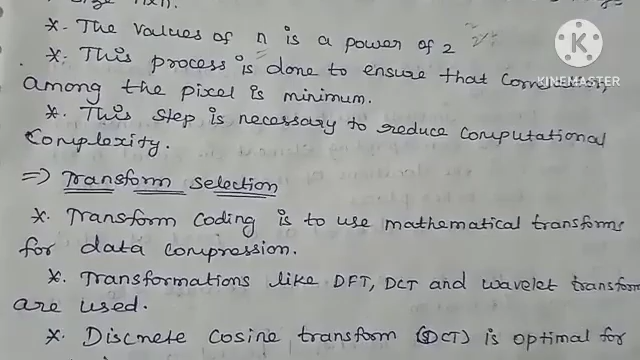 *. The values of n is a power of 2
*. This process is done to ensure that
among the pixel is minimum.
*. This step is necessary to reduce computational
Complexity.
=> Transform Selection
*. Transform Coding is to use mathematical transforms
for data compression.
*. Transformations like DFT, DCT and wavelet transform
are used.
*. Discrete Cosine transform (DCT) is optimal for
KINEMASTER